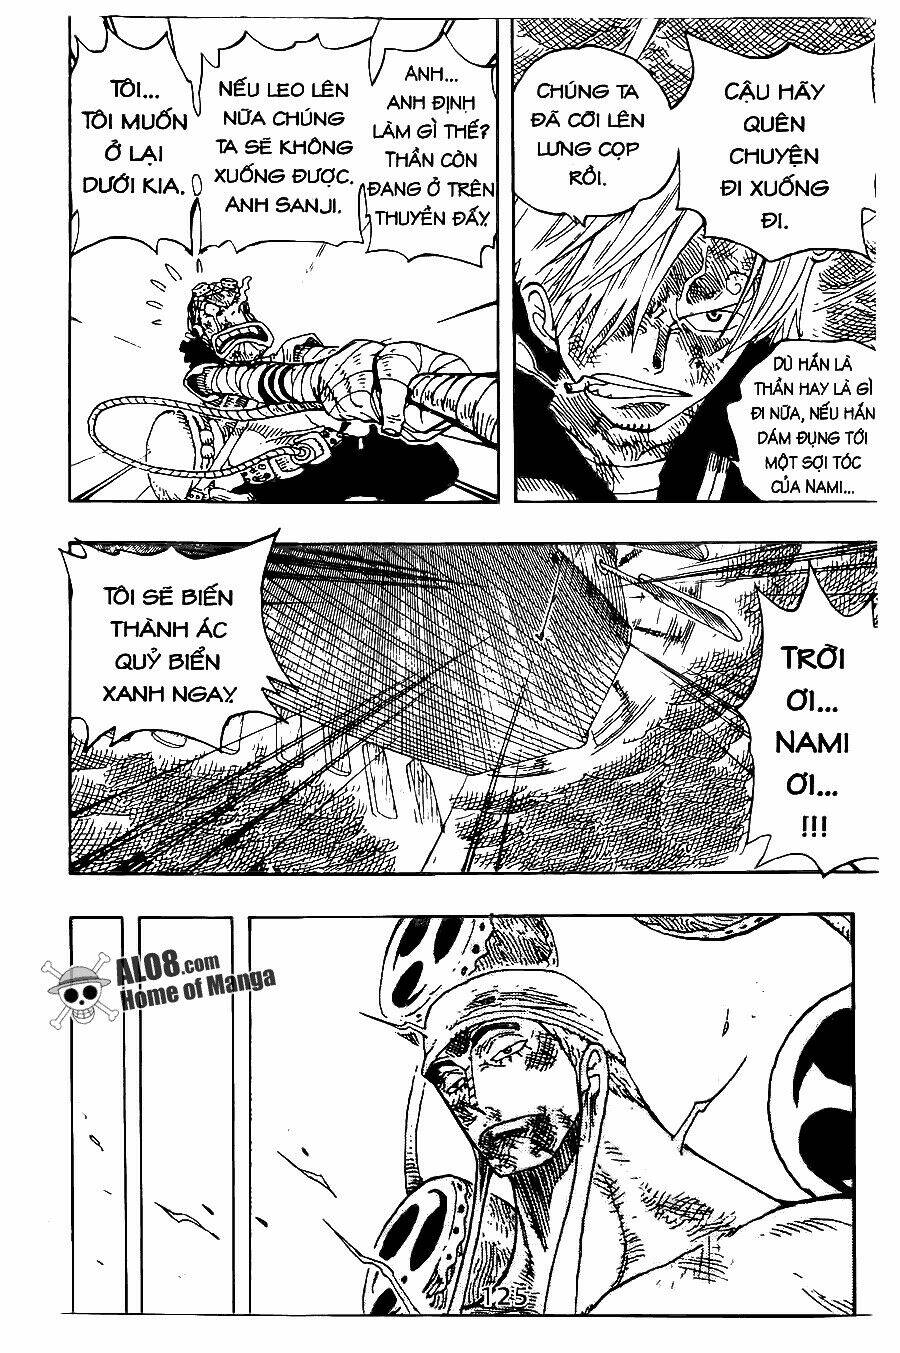 CẬU HÃY
QUÊN
CHUYỆN
ĐI XUỐNG
ĐI.
CHÚNG TA
ĐÃ CỠI LÊN
LƯNG CỌP
RỒI.
DÙ HẮN LÀ
THẦN HAY LÀ GÌ
ĐI NỮA, NẾU HẮN
DÁM ĐỤNG TỚI
MỘT SỢI TÓC
CỦA NAMI...
ANH...
ANH ĐỊNH
LÀM GÌ THẾ?
THẦN CÒN
ĐANG Ở TRÊN
THUYỀN ĐẤY.
NẾU LEO LÊN
NỮA CHÚNG
TA SẼ KHÔNG
XUỐNG ĐƯỢC.
ANH SANJI.
TÔI...
TÔI MUỐN
Ở LẠI
DƯỚI KIA.
TRỜI
ƠI...
NAMI
ƠI...
!!!
TÔI SẼ BIẾN
THÀNH ÁC
QUỶ BIỂN
XANH NGAY.
AL08.com
Home of Manga
125